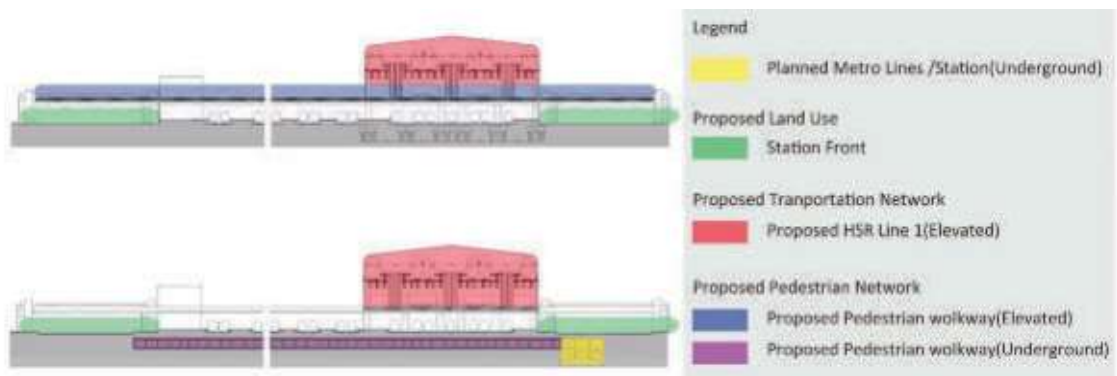 Legend
Planned Metro Lines /Station(Underground)
Proposed Land Use
Station Front
Proposed Tranportation Network
Proposed HSR Line 1(Elevated)
Proposed Pedestrian Network
Proposed Pedestrian wolkway(Elevated)
Proposed Pedestrian wolkway(Underground)